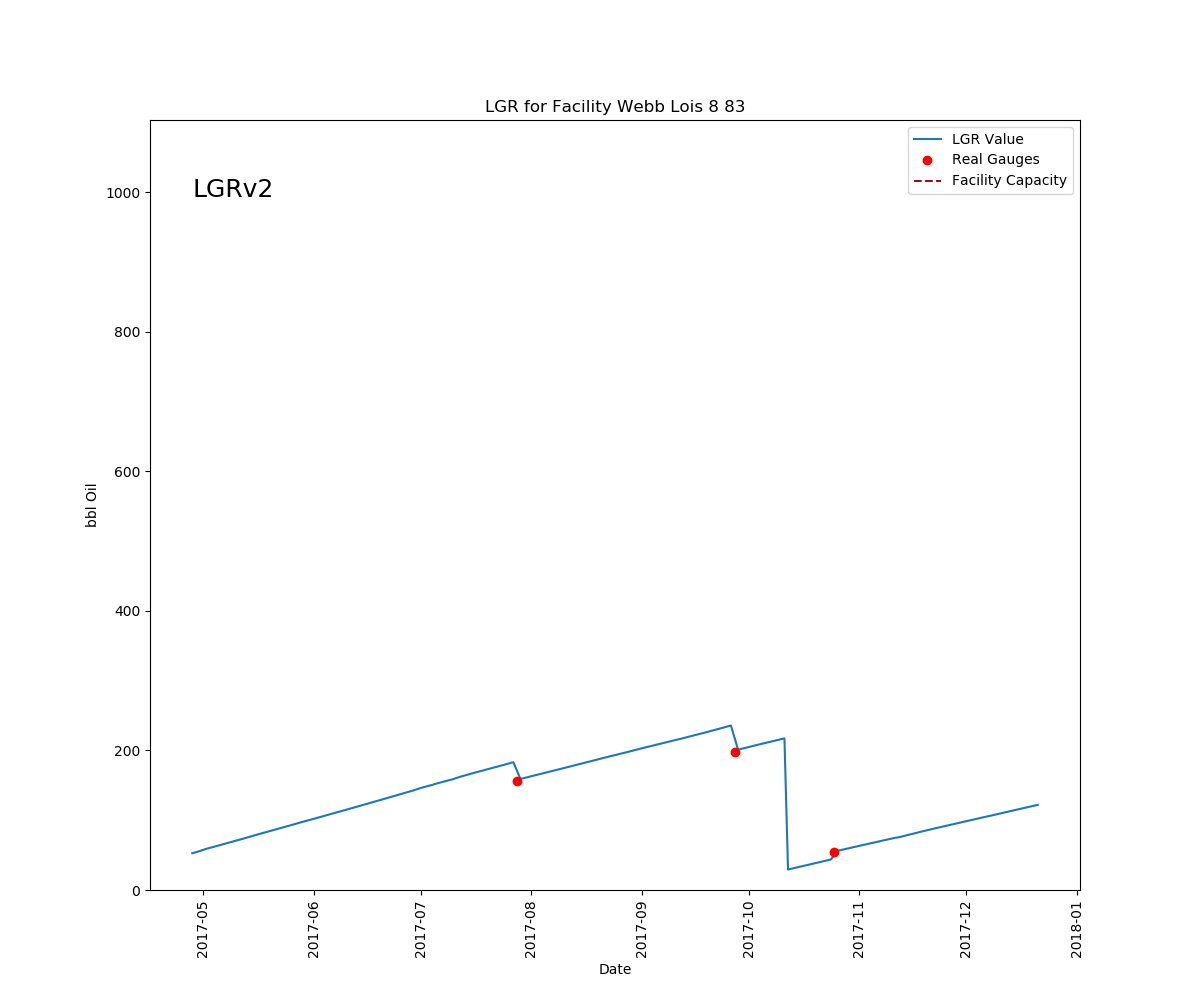 LGR for Facility Webb Lois 8 83
LGR Value
Real Gauges
Facility Capacity
LGRv2
1000
800
600
400
200
0
bbl Oil
2017-05
2017-06
2017-07
2017-08
2017-09
2017-10
2017-11
2017-12
2018-01
Date